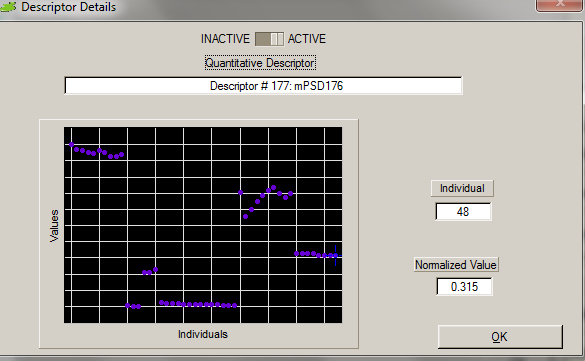 Descriptor Details
INACTIVE ACTIVE
Quantitative Descriptor
Descriptor # 177: mPSD176
Values
Individuals
Individual
48
Normalized Value
0.315
OK